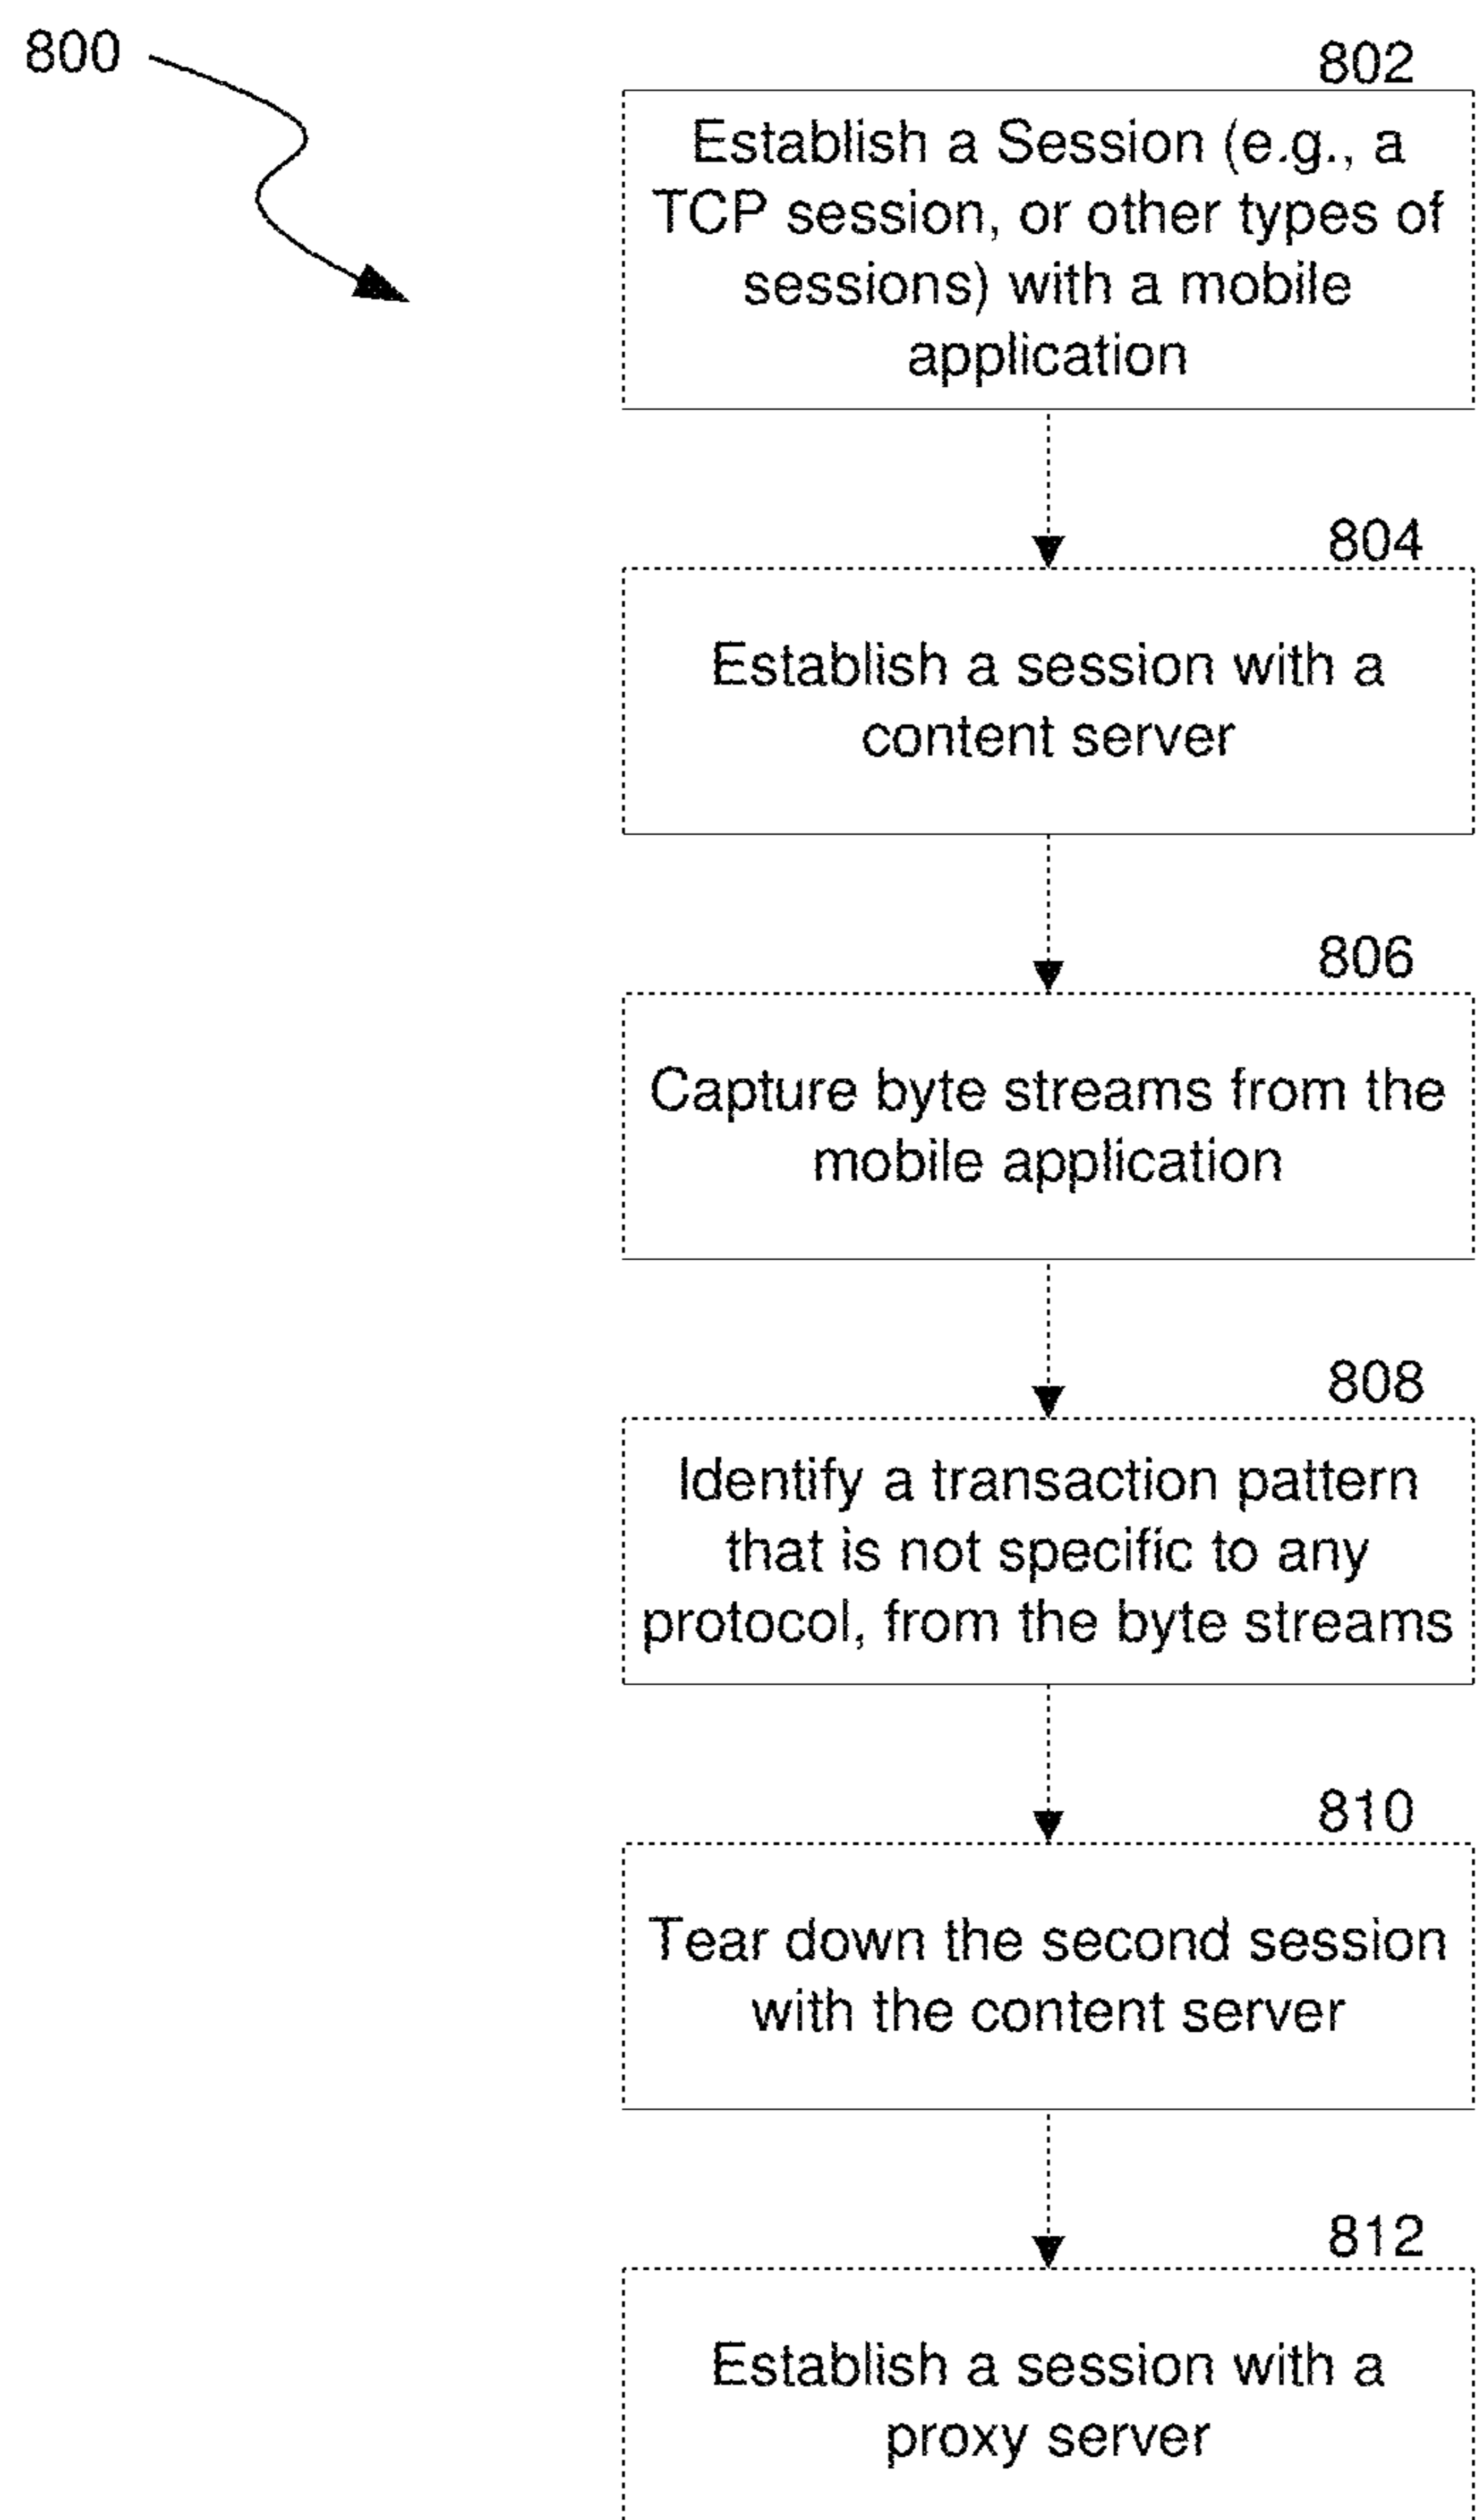 800
802
Establish a Session (e.g., a
TCP session, or other types of
sessions) with a mobile
application
804
Establish a session with a
content server
806
Capture byte streams from the
mobile application
808
Identify a transaction pattern
that is not specific to any
protocol, from the byte streams
810
Tear down the second session
with the content server
812
Establish a session with a
proxy server